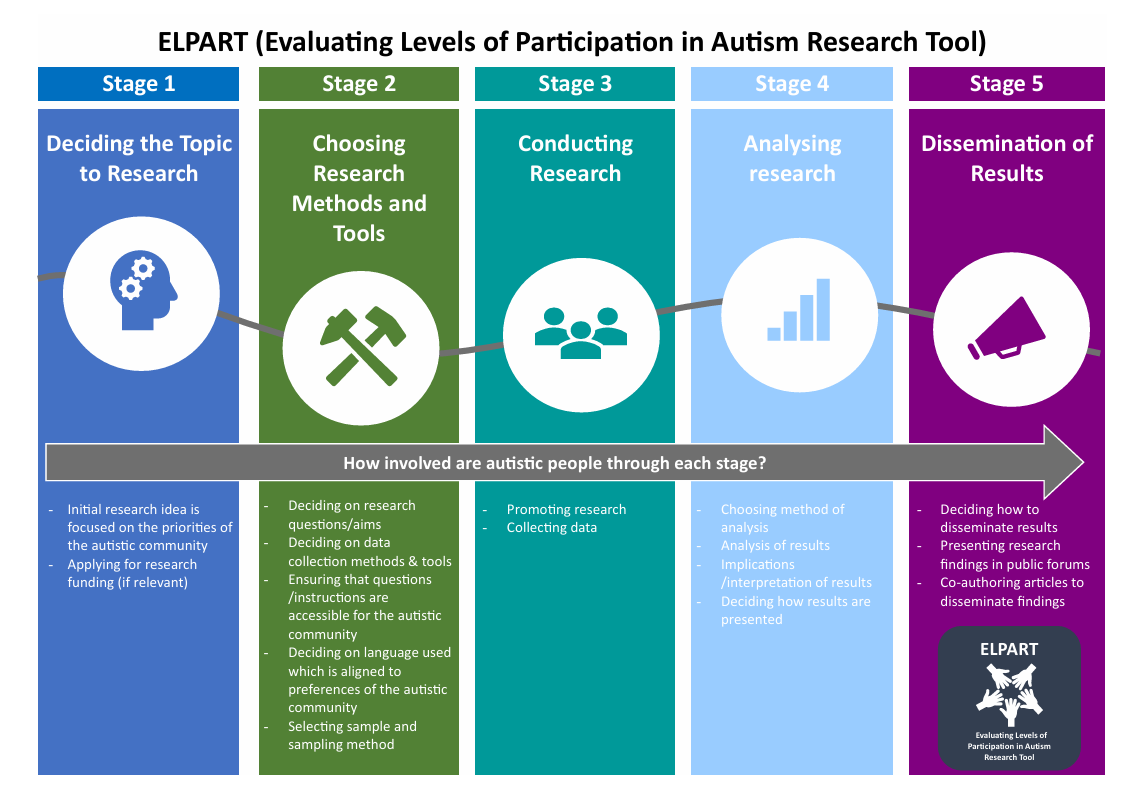 ELPART (Evaluating Levels of Participation in Autism Research Tool)
Stage 1
Deciding the Topic
to Research
Stage 2
Choosing
Research
Methods and
Tools
Stage 3
Conducting
Research
Stage 4
Analysing
research
Stage 5
Dissemination of
Results
How involved are autistic people through each stage?
- Initial research idea is
focused on the priorities of
the autistic community
- Applying for research
funding (if relevant)
- Deciding on research
questions/aims
- Deciding on data
collection methods & tools
- Ensuring that questions
/instructions are
accessible for the autistic
community
- Deciding on language used
which is aligned to
preferences of the autistic
community
- Selecting sample and
sampling method
- Promoting research
- Collecting data
- Choosing method of
analysis
- Analysis of results
- Implications
/interpretation of results
- Deciding how results are
presented
- Deciding how to
disseminate results
- Presenting research
findings in public forums
- Co-authoring articles to
disseminate findings
ELPART
Evaluating Levels of
Participation in Autism
Research Tool